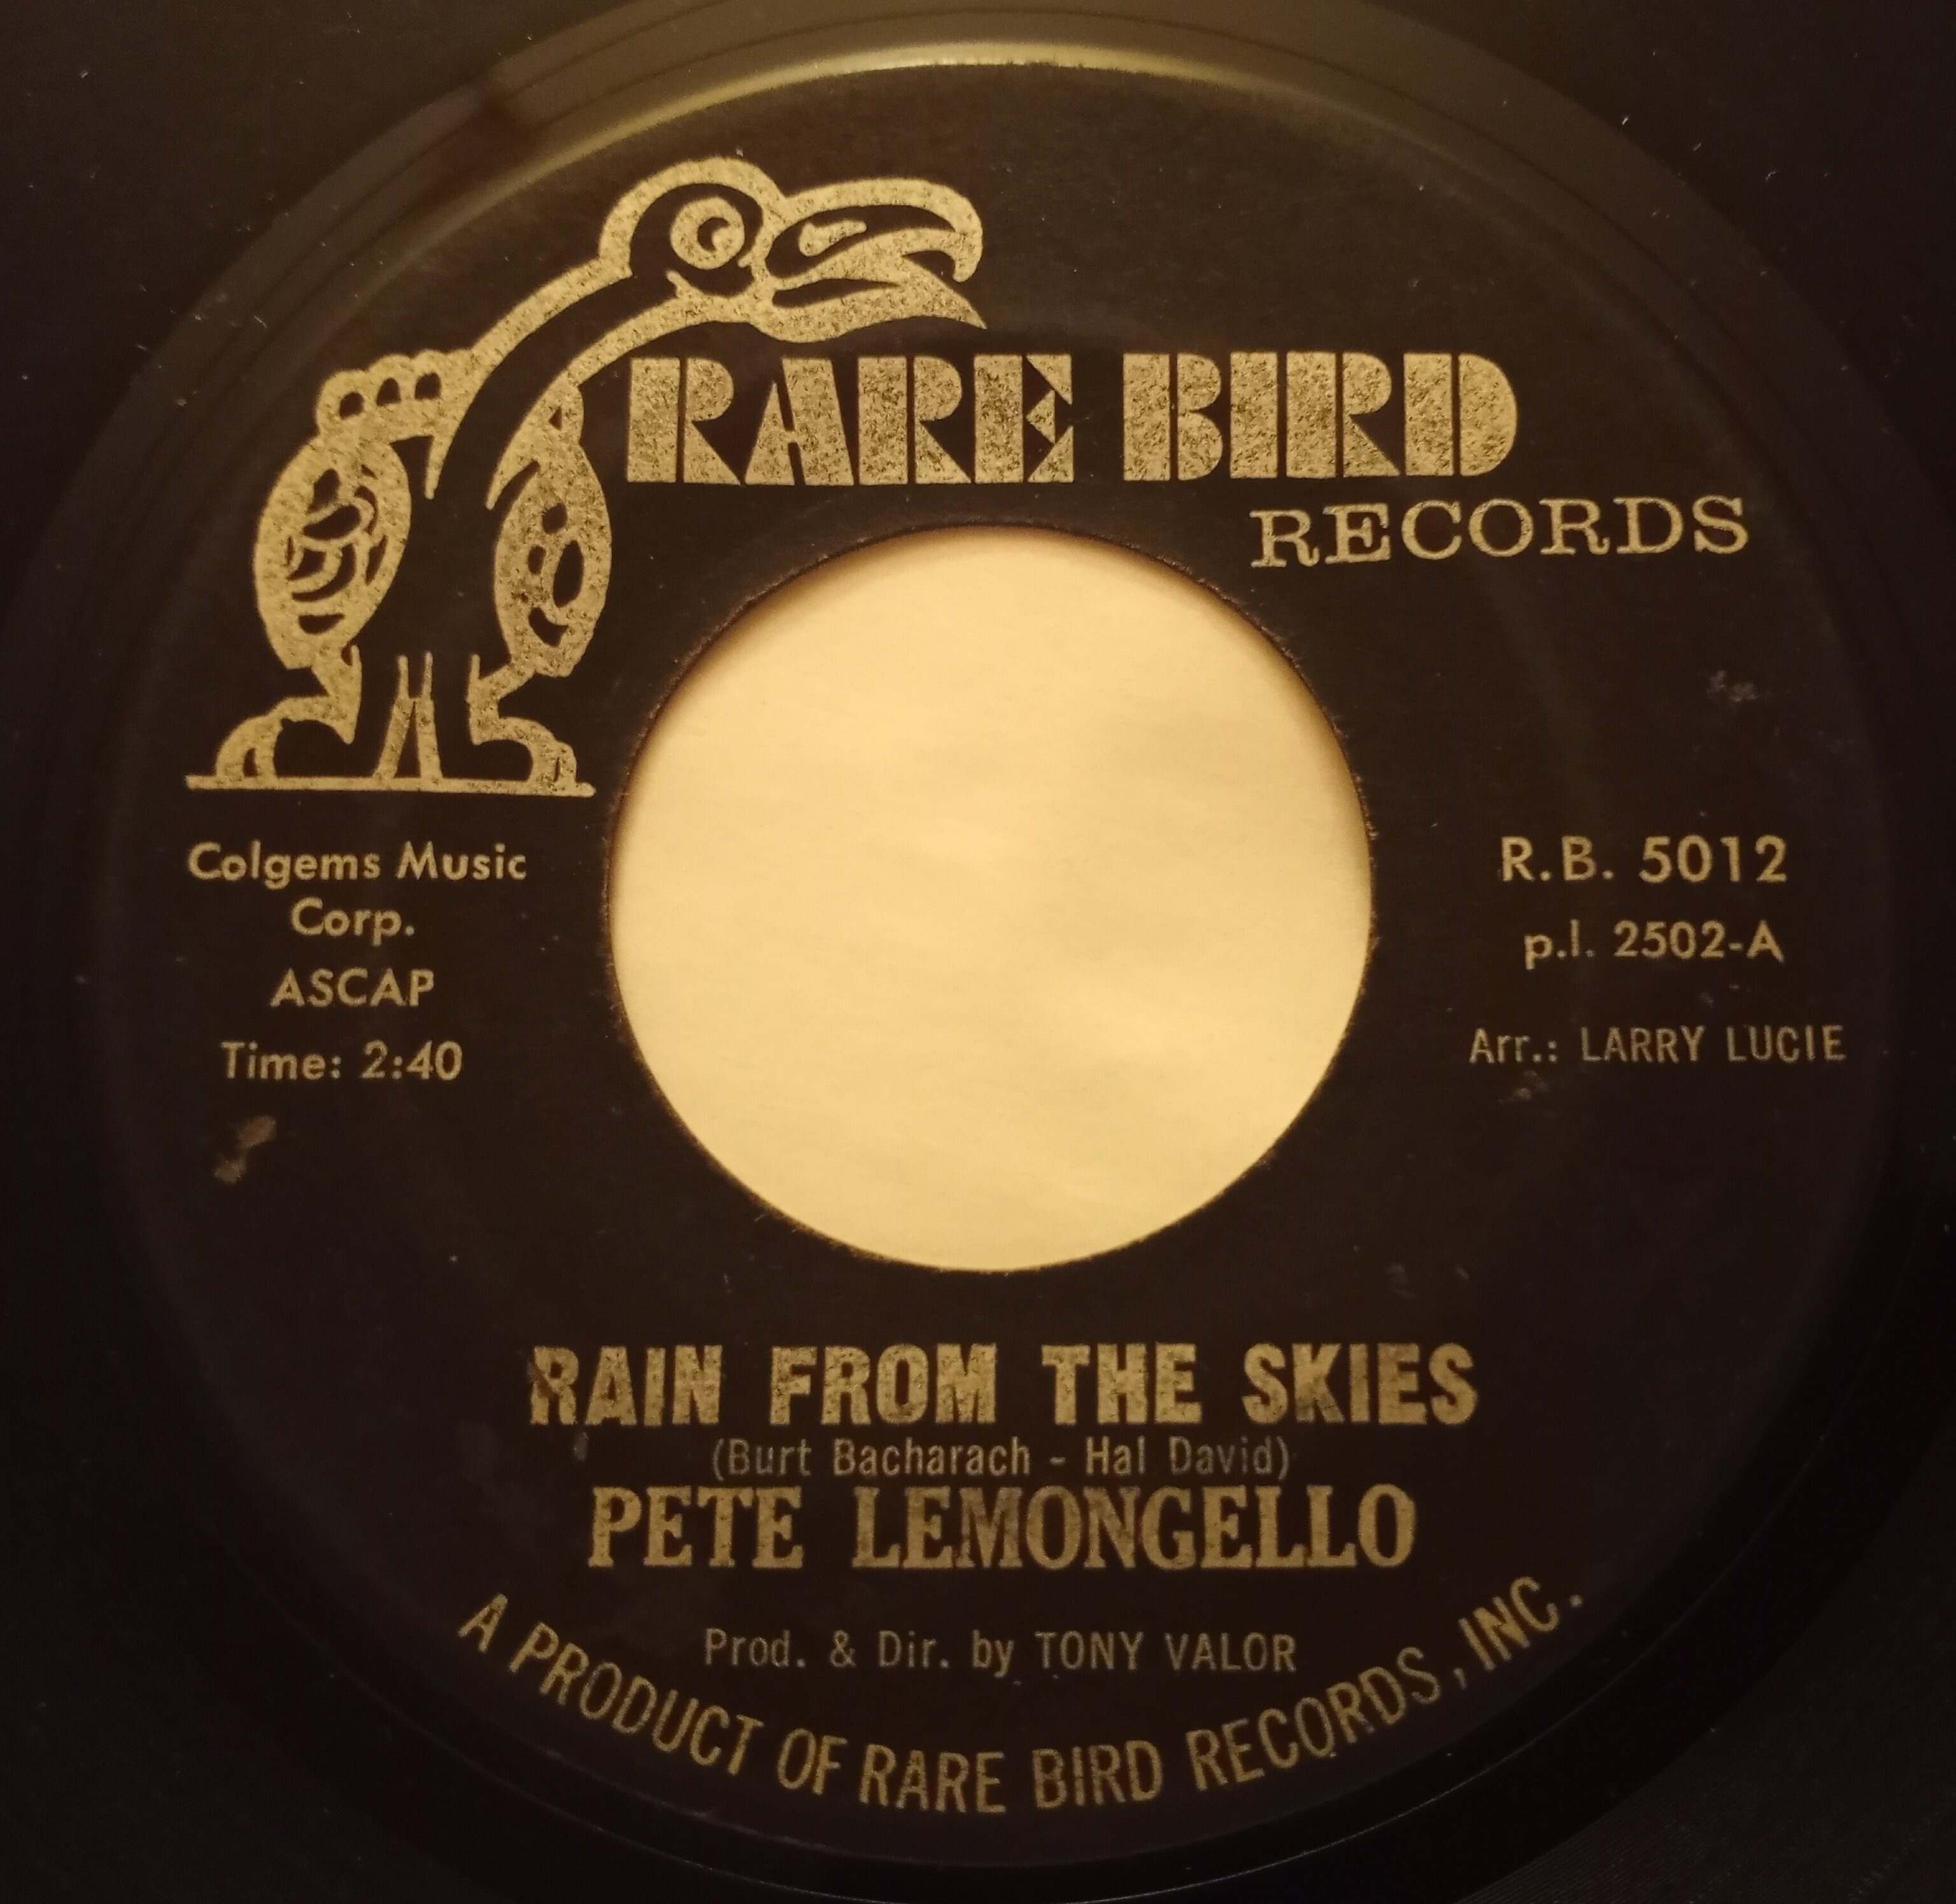 RARE BIRD
RECORDS
Colgems Music
Corp.
ASCAP
Time: 2:40
R.B. 5012
p.l. 2502-A
Arr.: LARRY LUCIE
RAIN FROM THE SKIES
(Burt Bacharach - Hal David)
PETE LEMONGELLO
Prod. & Dir. by TONY VALOR
A PRODUCT OF RARE BIRD RECORDS, INC.